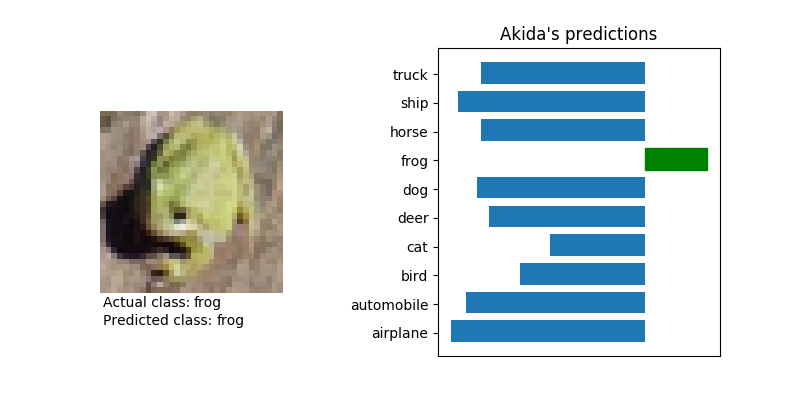 Akida's predictions
truck
ship
horse
frog
dog
deer
cat
bird
automobile
airplane
Actual class: frog
Predicted class: frog